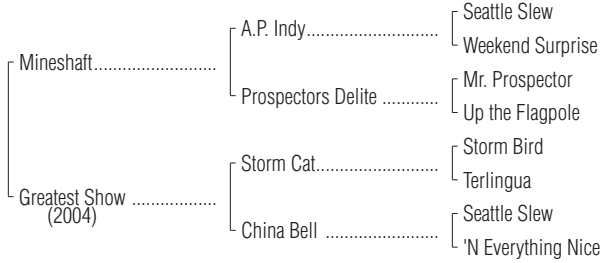 Seattle Slew
A.P. Indy..............................
Weekend Surprise
Mineshaft............................
Mr. Prospector
Prospectors Delite ............
Up the Flagpole
Storm Bird
Storm Cat............................
Terlingua
Greatest Show ...................
(2004)
Seattle Slew
China Bell .........................
'N Everything Nice